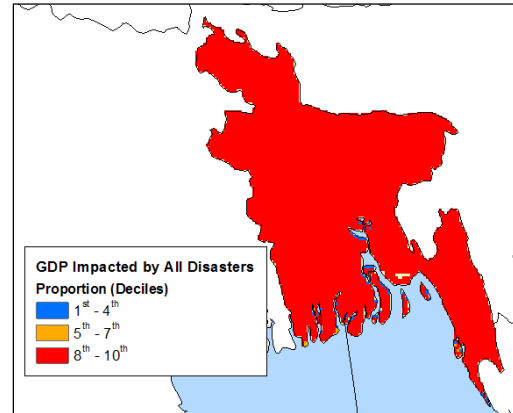 GDP Impacted by All Disasters
Proportion (Deciles)
1st - 4th
5th - 7th
8th - 10th